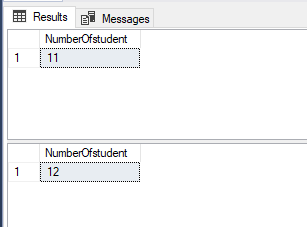 Results Messages
NumberOfstudent
1 11
NumberOfstudent
1 12